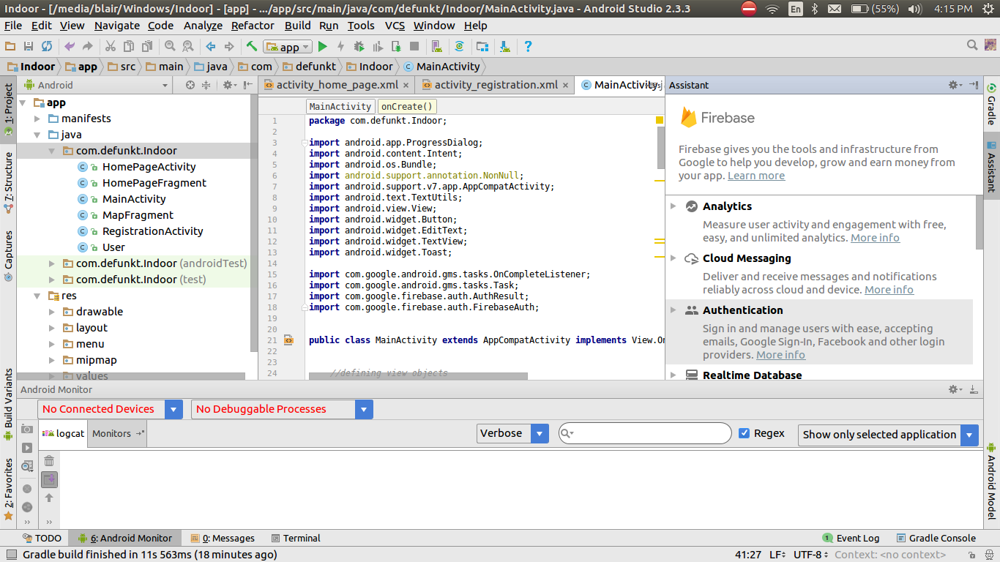 Indoor - [/media/blair/Windows/Indoor] - [app] - .../app/src/main/java/com/defunkt/Indoor/MainActivity.java - Android Studio 2.3.3
En
(55%)
4:15 PM
File Edit View Navigate Code Analyze Refactor Build Run Tools VCS Window Help
app
Indoor app src main java com defunkt Indoor MainActivity
1: Project
7: Structure
Captures
Build Variants
2: Favorites
Android
app
manifests
java
com.defunkt.Indoor
HomePageActivity
HomePageFragment
MainActivity
MapFragment
RegistrationActivity
User
com.defunkt.Indoor (androidTest)
com.defunkt.Indoor (test)
res
drawable
layout
menu
mipmap
values
activity_home_page.xml
activity_registration.xml
MainActivity
MainActivity
onCreate()
1 package com.defunkt.Indoor;
2
3 import android.app.ProgressDialog;
4 import android.content.Intent;
5 import android.os.Bundle;
6 import android.support.annotation.NonNull;
7 import android.support.v7.app.AppCompatActivity;
8 import android.text.TextUtils;
9 import android.view.View;
10 import android.widget.Button;
11 import android.widget.EditText;
12 import android.widget.TextView;
13 import android.widget.Toast;
14
15 import com.google.android.gms.tasks.OnCompleteListener;
16 import com.google.android.gms.tasks.Task;
17 import com.google.firebase.auth.AuthResult;
18 import com.google.firebase.auth.FirebaseAuth;
19
20
21 public class MainActivity extends AppCompatActivity implements View.On
22
23
24 //defining view objects
Assistant
Firebase
Firebase gives you the tools and infrastructure from
Google to help you develop, grow and earn money from
your app. Learn more
Analytics
Measure user activity and engagement with free,
easy, and unlimited analytics. More info
Cloud Messaging
Deliver and receive messages and notifications
reliably across cloud and device. More info
Authentication
Sign in and manage users with ease, accepting
emails, Google Sign-In, Facebook and other login
providers. More info
Realtime Database
Gradle
Assistant
Android Model
Android Monitor
No Connected Devices
No Debuggable Processes
logcat
Monitors
Verbose
Regex
Show only selected application
TODO
6: Android Monitor
0: Messages
Terminal
1 Event Log
Gradle Console
Gradle build finished in 11s 563ms (18 minutes ago)
41:27 LF UTF-8 Context: <no context>